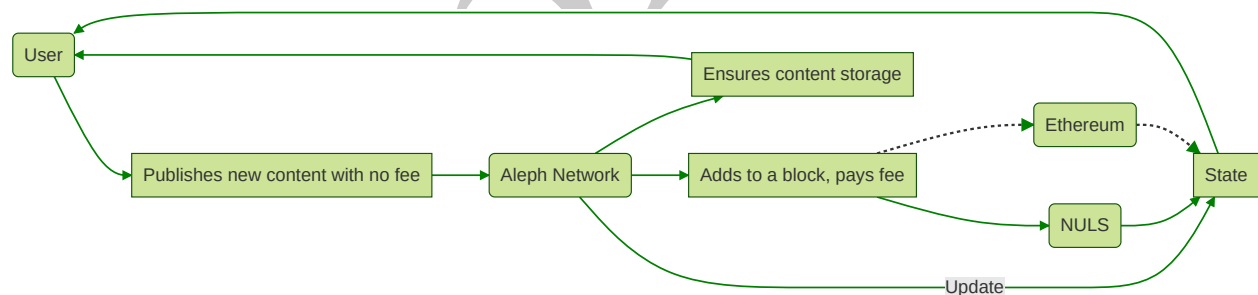 User
Ensures content storage
Ethereum
Publishes new content with no fee
Aleph Network
Adds to a block, pays fee
State
NULS
Update